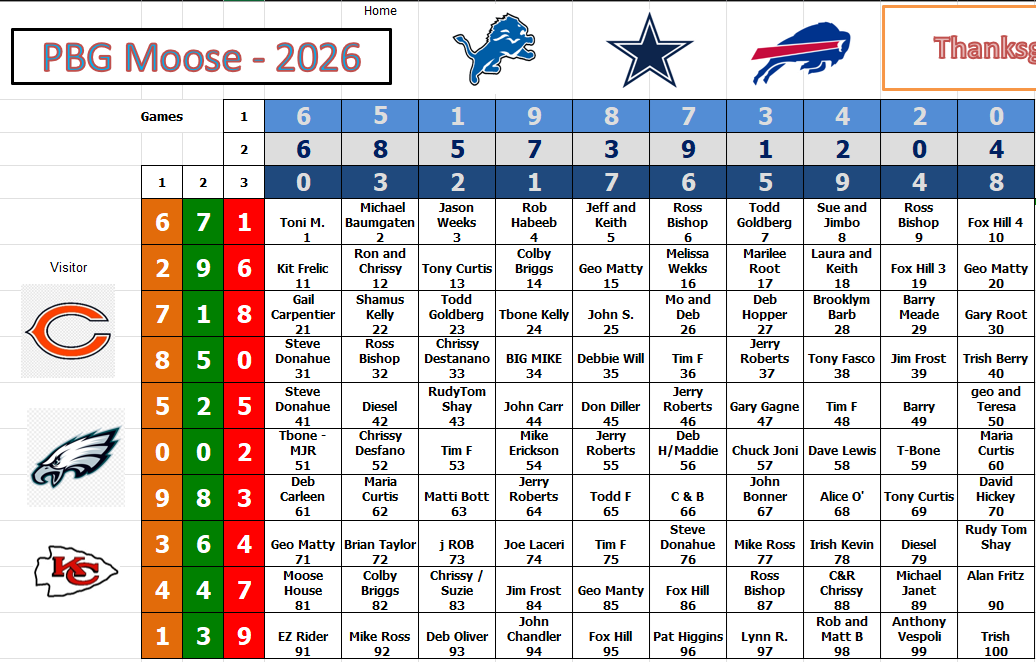 Home
PBG Moose - 2026
Thanksg
Games 1 6 5 1 9 8 7 3 4 2 0
2 6 8 5 7 3 9 1 2 0 4
1 2 3 0 3 2 1 7 6 5 9 4 8
6 7 1 Toni M. 1 Michael Baumgaten 2 Jason Weeks 3 Rob Habeeb 4 Jeff and Keith 5 Ross Bishop 6 Todd Goldberg 7 Sue and Jimbo 8 Ross Bishop 9 Fox Hill 4 10
Visitor
2 9 6 Kit Frelic 11 Ron and Chrissy 12 Tony Curtis 13 Colby Briggs 14 Geo Matty 15 Melissa Wekks 16 Marilee Root 17 Laura and Keith 18 Fox Hill 3 19 Geo Matty 20
7 1 8 Gail Carpentier 21 Shamus Kelly 22 Todd Goldberg 23 Tbone Kelly 24 John S. 25 Mo and Deb 26 Deb Hopper 27 Brooklym Barb 28 Barry Meade 29 Gary Root 30
8 5 0 Steve Donahue 31 Ross Bishop 32 Chrissy Destanano 33 BIG MIKE 34 Debbie Will 35 Tim F 36 Jerry Roberts 37 Tony Fasco 38 Jim Frost 39 Trish Berry 40
5 2 5 Steve Donahue 41 Diesel 42 RudyTom Shay 43 John Carr 44 Don Diller 45 Jerry Roberts 46 Gary Gagne 47 Tim F 48 Barry 49 geo and Teresa 50
0 0 2 Tbone - MJR 51 Chrissy Desfano 52 Tim F 53 Mike Erickson 54 Jerry Roberts 55 Deb H/Maddie 56 Chuck Joni 57 Dave Lewis 58 T-Bone 59 Maria Curtis 60
9 8 3 Deb Carleen 61 Maria Curtis 62 Matti Bott 63 Jerry Roberts 64 Todd F 65 C & B 66 John Bonner 67 Alice O' 68 Tony Curtis 69 David Hickey 70
3 6 4 Geo Matty 71 Brian Taylor 72 j ROB 73 Joe Laceri 74 Tim F 75 Steve Donahue 76 Mike Ross 77 Irish Kevin 78 Diesel 79 Rudy Tom Shay
KC
4 4 7 Moose House 81 Colby Briggs 82 Chrissy / Suzie 83 Jim Frost 84 Geo Manty 85 Fox Hill 86 Ross Bishop 87 C&R Chrissy 88 Michael Janet 89 Alan Fritz 90
1 3 9 EZ Rider 91 Mike Ross 92 Deb Oliver 93 John Chandler 94 Fox Hill 95 Pat Higgins 96 Lynn R. 97 Rob and Matt B 98 Anthony Vespoli 99 Trish 100